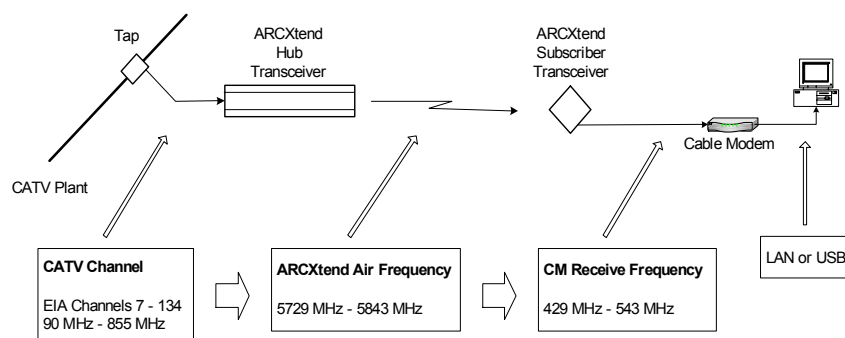 Tap
ARCXtend
Hub
Transceiver
ARCXtend
Subscriber
Transceiver
Cable Modem
CATV Plant
CATV Channel
EIA Channels 7 - 134
90 MHz - 855 MHz
ARCXtend Air Frequency
5729 MHz - 5843 MHz
CM Receive Frequency
429 MHz - 543 MHz
LAN or USB